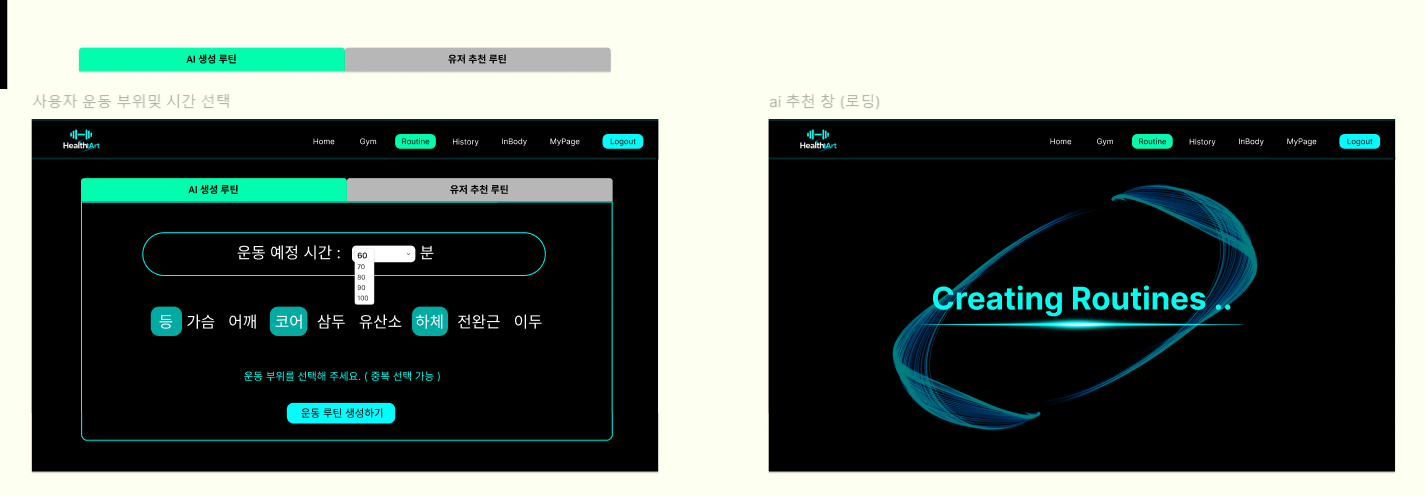 AI 생성 루틴 유저 추천 루틴
사용자 운동 부위및 시간 선택
HealthArt Home Gym Routine History InBody MyPage Logout
AI 생성 루틴 유저 추천 루틴
운동 예정 시간 : 60 분
70
80
90
100
등 가슴 어깨 코어 삼두 유산소 하체 전완근 이두
운동 부위를 선택해 주세요. ( 중복 선택 가능 )
운동 루틴 생성하기
ai 추천 창 (로딩)
HealthArt Home Gym Routine History InBody MyPage Logout
Creating Routines ..